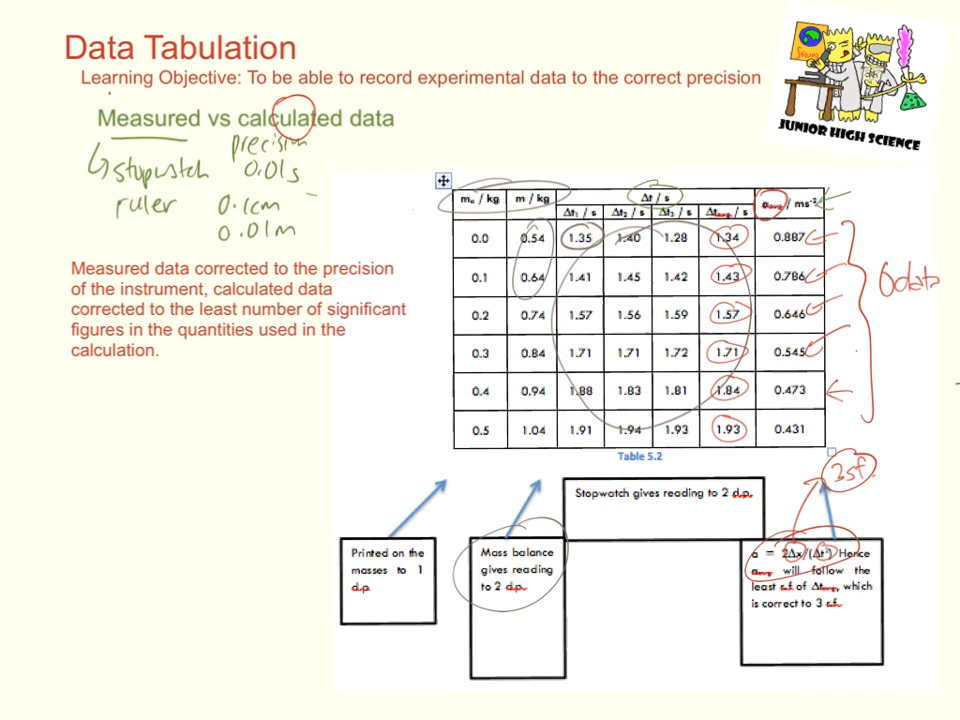 Data Tabulation
Learning Objective: To be able to record experimental data to the correct precision
Measured vs calculated data
stopwatch precision 0.01s
ruler 0.1cm
0.01m
Measured data corrected to the precision
of the instrument, calculated data
corrected to the least number of significant
figures in the quantities used in the
calculation.
JUNIOR HIGH SCIENCE
mₒ / kg m / kg Δt / s aavg / ms⁻²
Δt₁ / s Δt₂ / s Δt₃ / s Δtavg / s
0.0 0.54 1.35 1.40 1.28 1.34 0.887
0.1 0.64 1.41 1.45 1.42 1.43 0.786
0.2 0.74 1.57 1.56 1.59 1.57 0.646
0.3 0.84 1.71 1.71 1.72 1.71 0.545
0.4 0.94 1.88 1.83 1.81 1.84 0.473
0.5 1.04 1.91 1.94 1.93 1.93 0.431
6 data
Table 5.2
3sf
Stopwatch gives reading to 2 d.p.
Printed on the
masses to 1
d.p.
Mass balance
gives reading
to 2 d.p.
a = 2Δx/(Δt²) Hence
aavg will follow the
least s.f. of Δtavg, which
is correct to 3 s.f.